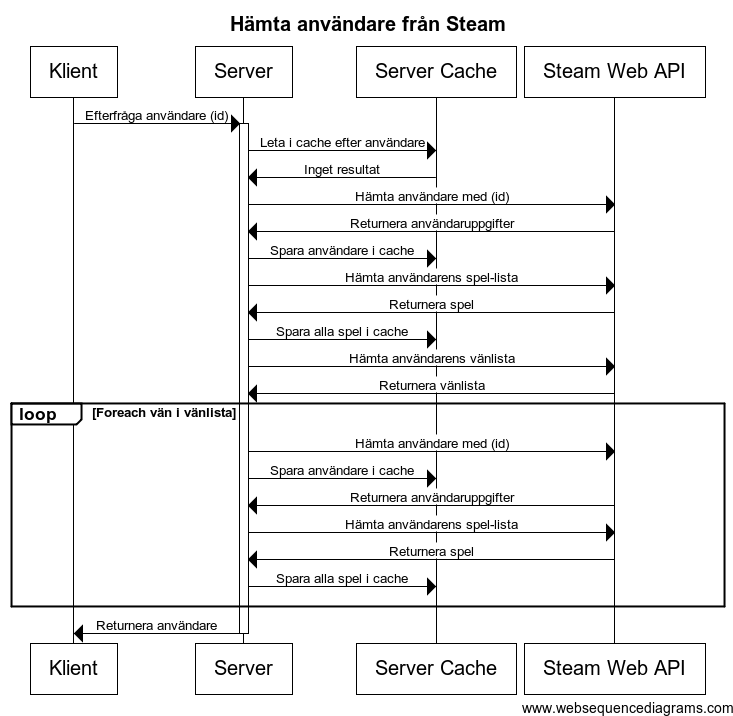 Hämta användare från Steam
Klient Server Server Cache Steam Web API
Efterfråga användare (id)
Leta i cache efter användare
Inget resultat
Hämta användare med (id)
Returnera användaruppgifter
Spara användare i cache
Hämta användarens spel-lista
Returnera spel
Spara alla spel i cache
Hämta användarens vänlista
Returnera vänlista
loop [Foreach vän i vänlista]
Hämta användare med (id)
Spara användare i cache
Returnera användaruppgifter
Hämta användarens spel-lista
Returnera spel
Spara alla spel i cache
Returnera användare
Klient Server Server Cache Steam Web API
www.websequencediagrams.com